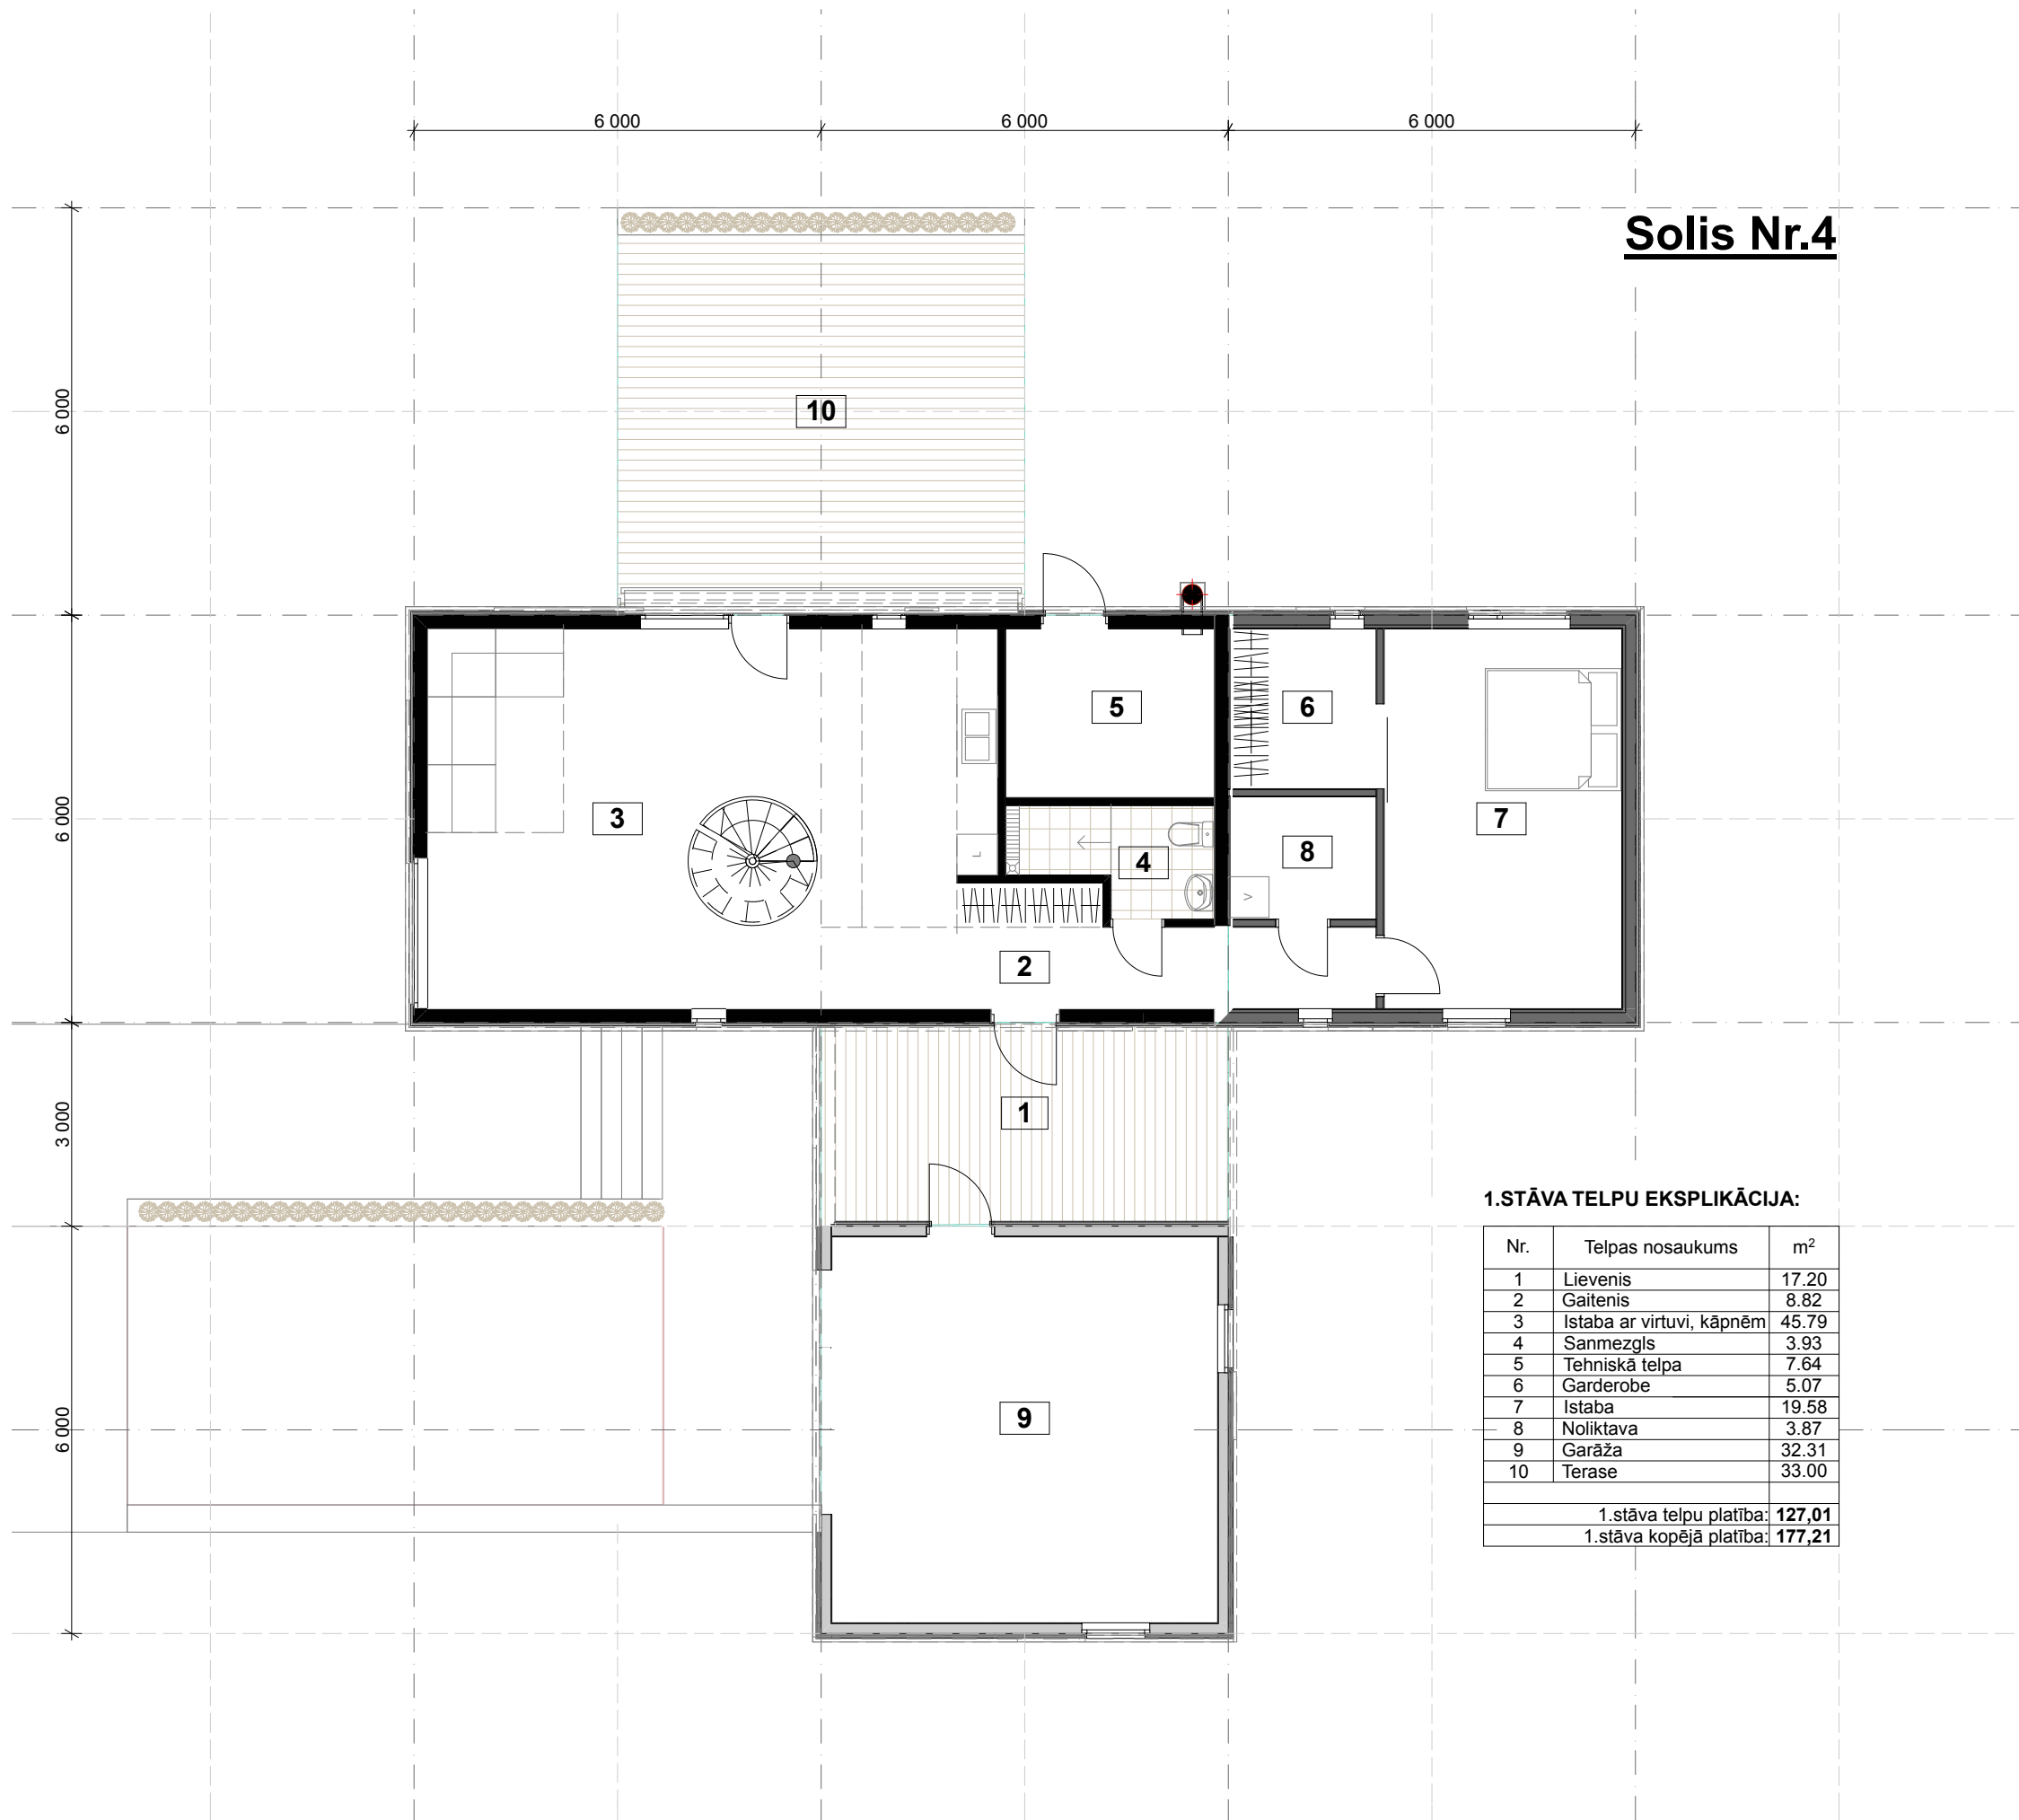 6 000 6 000 6 000
Solis Nr.4
6 000
10
5
6
6 000
3
7
L
4
8
V
2
3 000
1
1.STĀVA TELPU EKSPLIKĀCIJA:
Nr. Telpas nosaukums m²
1 Lievenis 17.20
2 Gaitenis 8.82
3 Istaba ar virtuvi, kāpnēm 45.79
4 Sanmezgls 3.93
5 Tehniskā telpa 7.64
6 Garderobe 5.07
7 Istaba 19.58
8 Noliktava 3.87
9 Garāža 32.31
10 Terase 33.00
1.stāva telpu platība: 127,01
1.stāva kopējā platība: 177,21
6 000
9